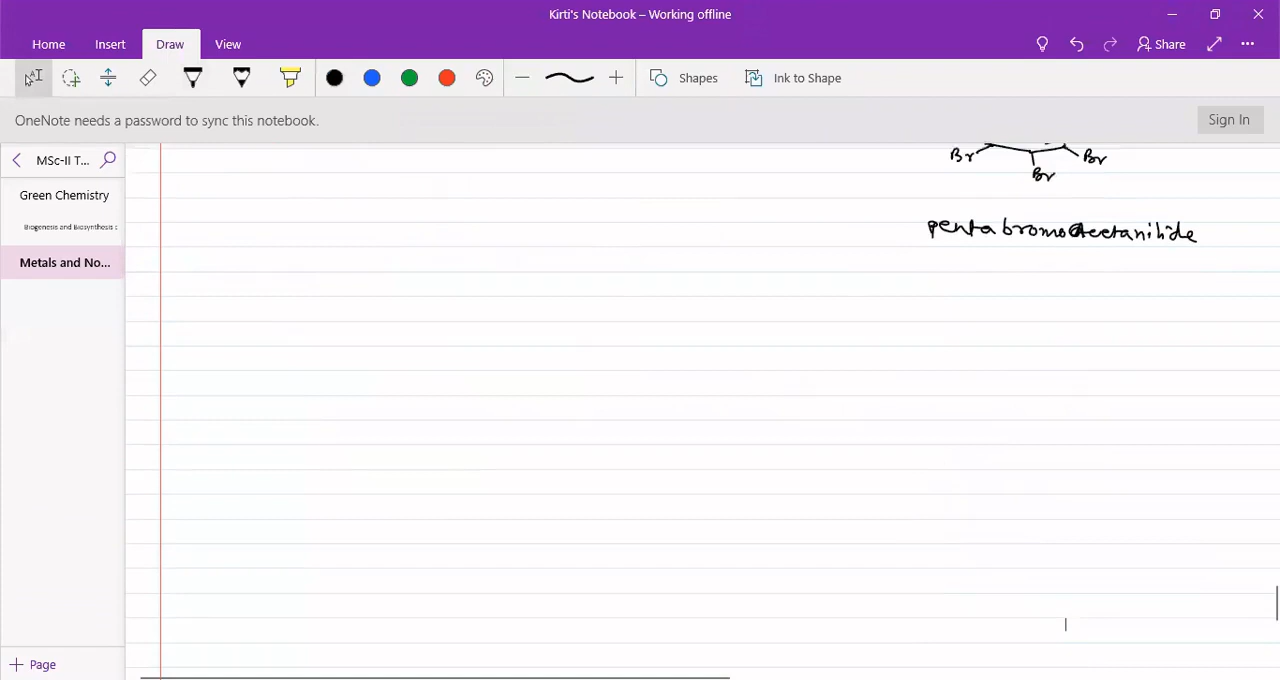 Kirti's Notebook – Working offline
Home Insert Draw View Share
Shapes Ink to Shape
OneNote needs a password to sync this notebook. Sign In
MSc-II T...
Green Chemistry
Biogenesis and Biosynthesis
Metals and No...
Br Br
Br
pentabromoacetanilide
+ Page